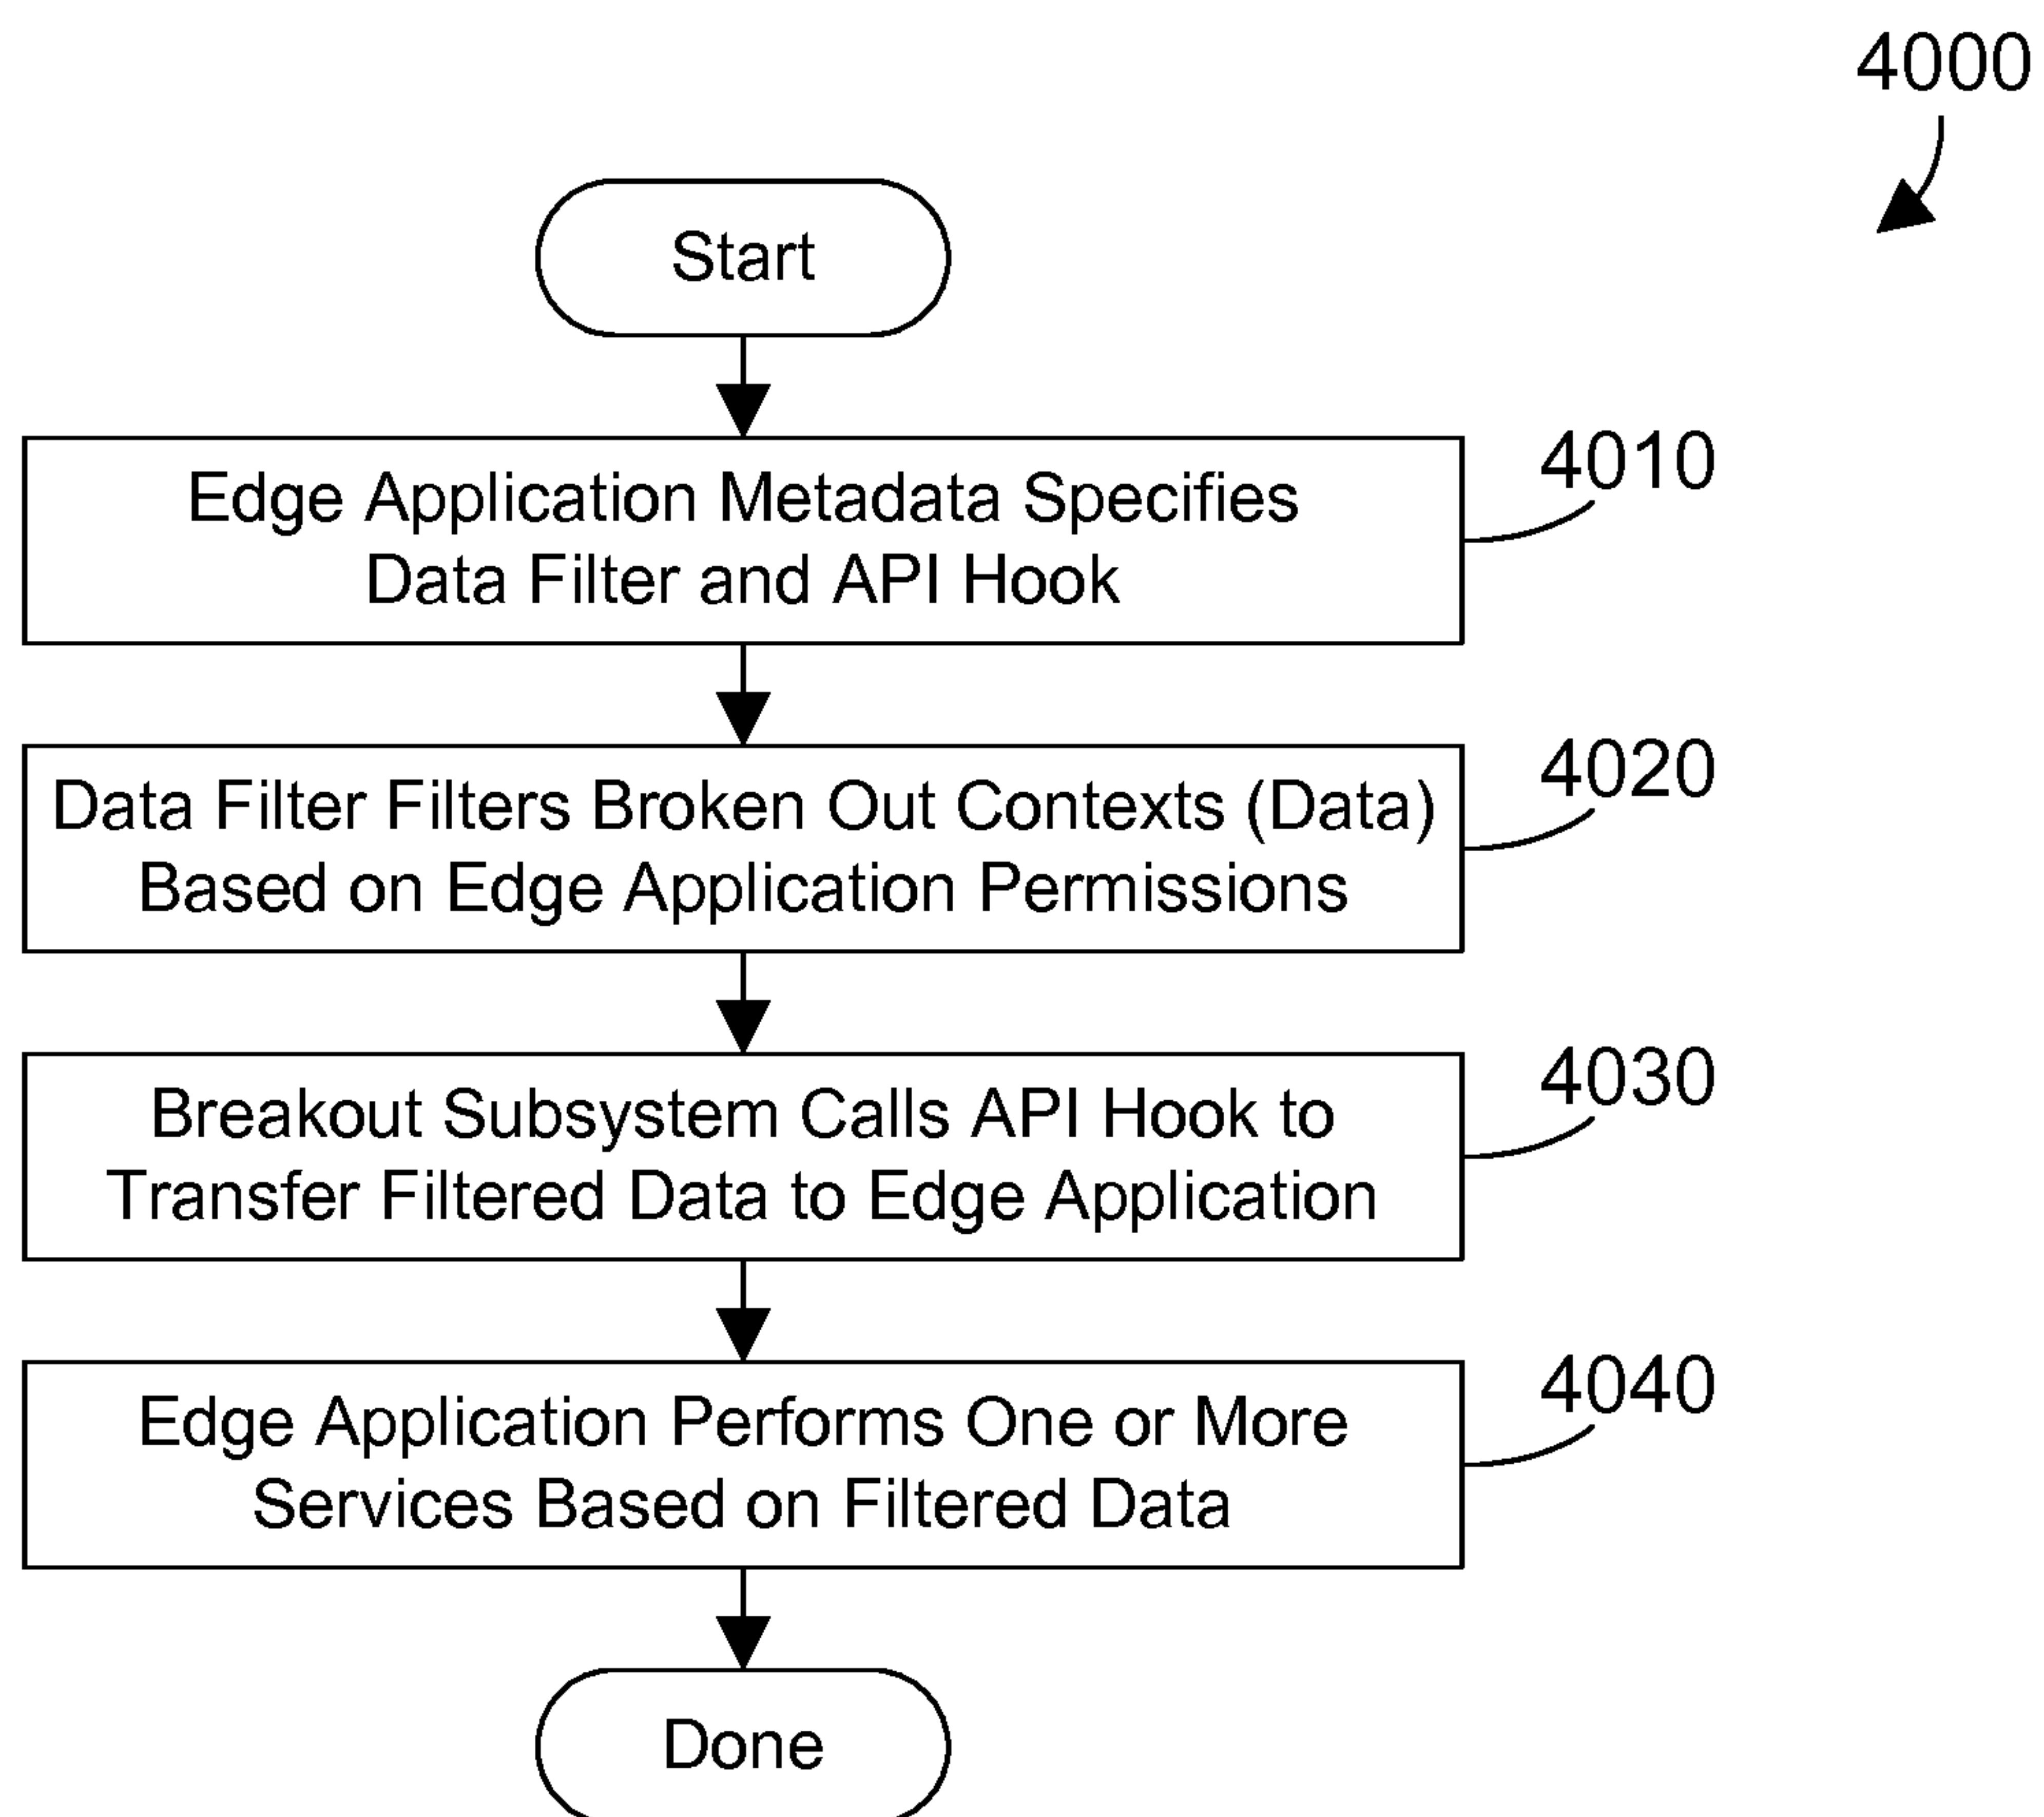 4000
Start
Edge Application Metadata Specifies
Data Filter and API Hook
4010
Data Filter Filters Broken Out Contexts (Data)
Based on Edge Application Permissions
4020
Breakout Subsystem Calls API Hook to
Transfer Filtered Data to Edge Application
4030
Edge Application Performs One or More
Services Based on Filtered Data
4040
Done